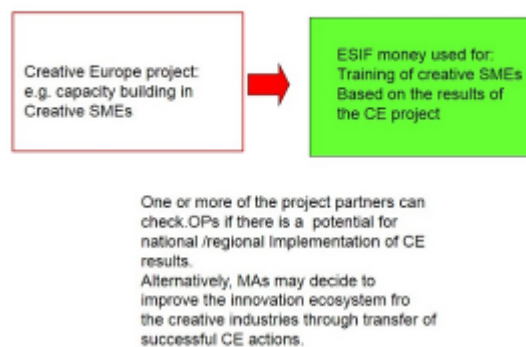 Creative Europe project:
e.g. capacity building in
Creative SMEs
ESIF money used for:
Training of creative SMEs
Based on the results of
the CE project
One or more of the project partners can
check.OPs if there is a  potential for
national /regional Implementation of CE
results.
Alternatively, MAs may decide to
improve the innovation ecosystem fro
the creative industries through transfer of
successful CE actions.